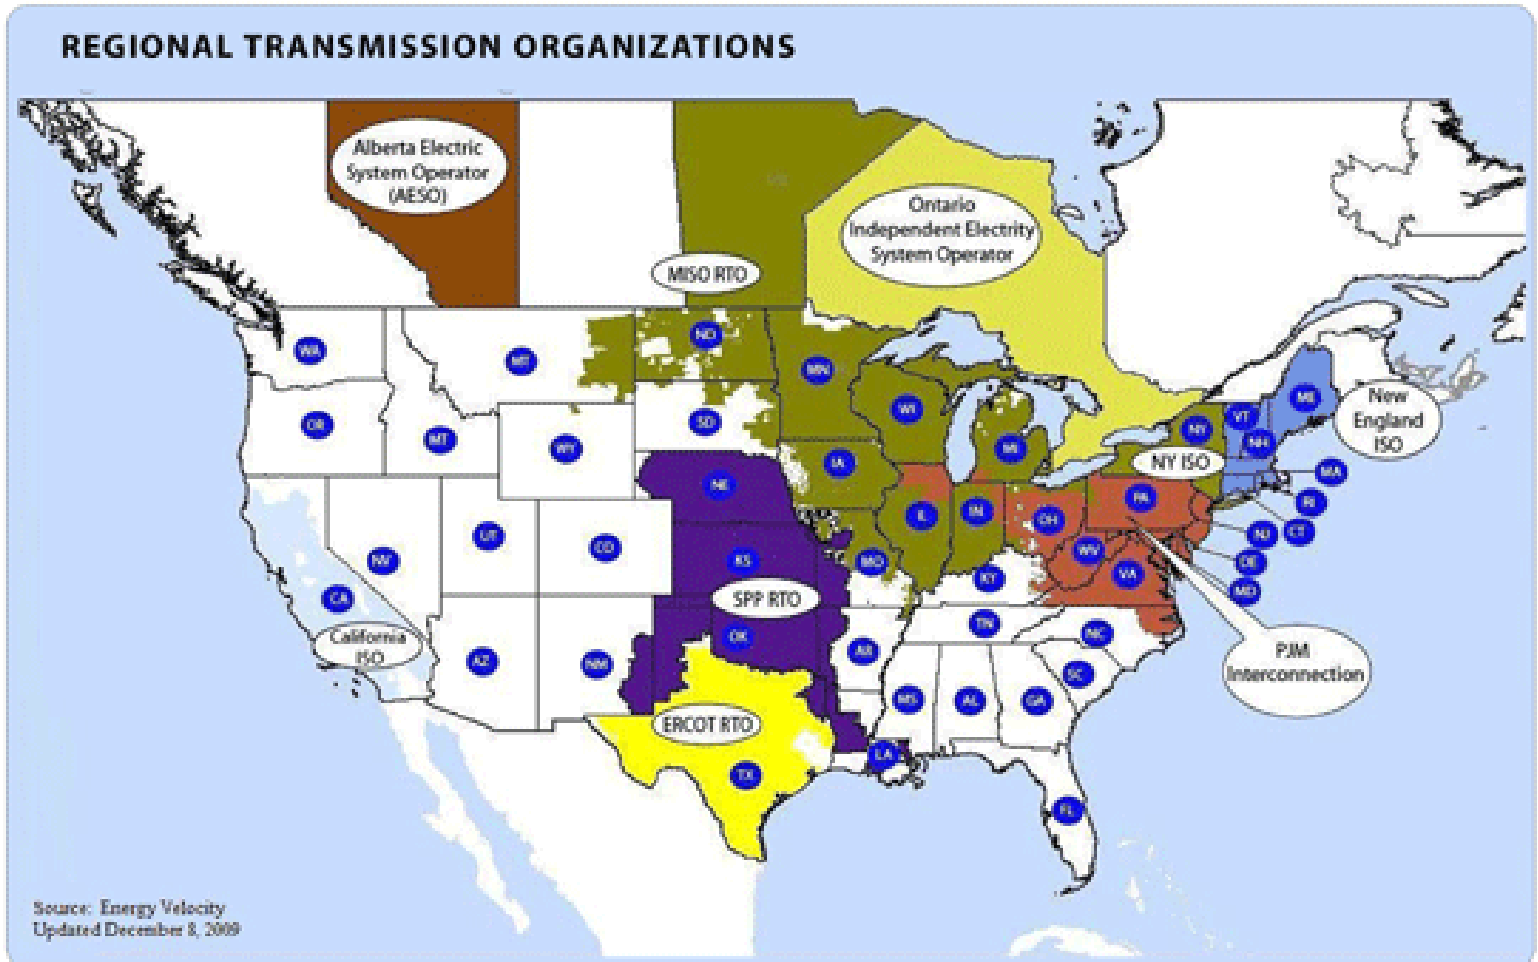 REGIONAL TRANSMISSION ORGANIZATIONS
Alberta Electric
System Operator
(AESO)
Ontario
Independent Electrity
System Operator
MISO RTO
WA
MT
ND
MN
OR
MT
WY
SD
WI
MI
NY
VT
NH
ME
New
England
ISO
NY ISO
MA
RI
CT
NJ
DE
MD
IA
NE
IL
IN
OH
PA
WV
VA
NV
UT
CO
KS
MO
KY
CA
California
ISO
SPP RTO
AZ
NM
OK
AR
TN
NC
SC
PJM
Interconnection
MS
AL
GA
ERCOT RTO
TX
LA
FL
Source: Energy Velocity
Updated December 8, 2009